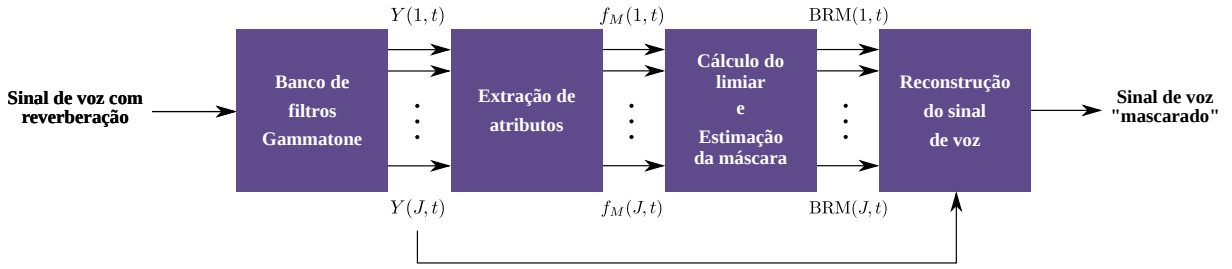 Y(1, t)
f_M(1, t)
BRM(1, t)
Sinal de voz com
reverberação
Banco de
filtros
Gammatone
Extração de
atributos
Cálculo do
limiar
e
Estimação
da máscara
Reconstrução
do sinal
de voz
Sinal de voz
"mascarado"
Y(J, t)
f_M(J, t)
BRM(J, t)